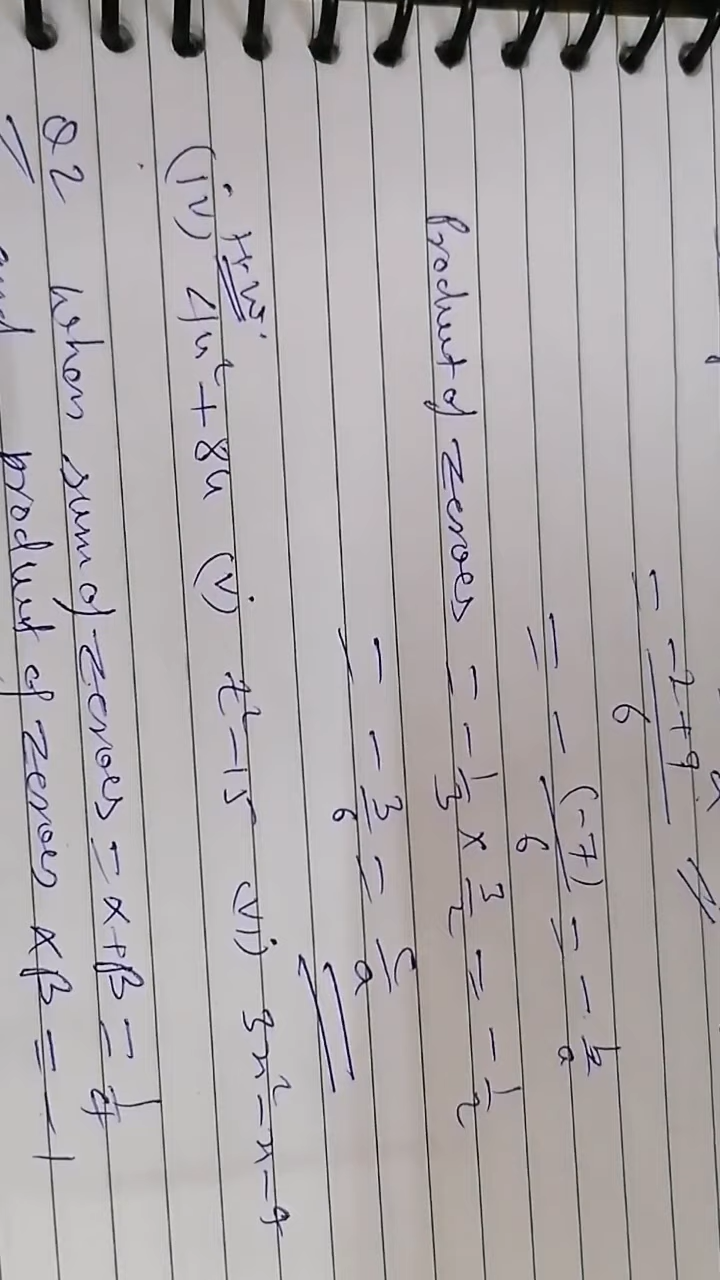 = -2+9 / 6
= - (-7) / 6 = - b/a
Product of zeroes = - 1/3 × 3/2 = - 1/2
= - 3/6 = c/a
H.W.
(iv) 4u² + 8u (v) t² - 15 (vi) 3x² - x - 4
Q2 when sum of zeroes = α+β = 1/4
and product of zeroes αβ = -1